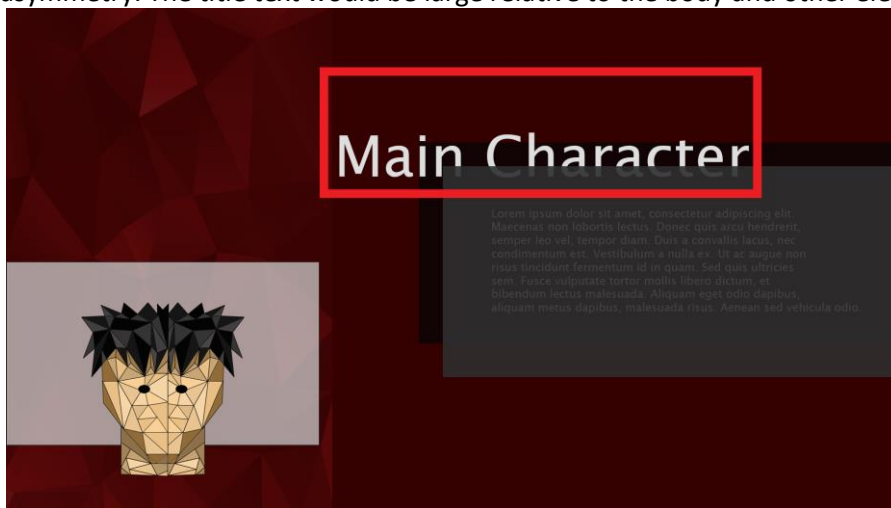 asymmetry. The title text would be large relative to the body and other
Main Character
Lorem ipsum dolor sit amet, consectetur adipiscing elit.
Maecenas non lobortis lectus. Donec quis arcu hendrerit,
semper leo vel, tempor diam. Duis a convallis lacus, nec
condimentum est. Vestibulum a nulla ex. Ut at augue non
risus tincidunt fermentum id in quam. Sed quis ultricies
sem. Fusce vulputate tortor mollis libero dictum, et
bibendum lectus malesuada. Aliquam eget odio dapibus,
aliquam metus dapibus, malesuada risus. Aenean sed vehicula odio.